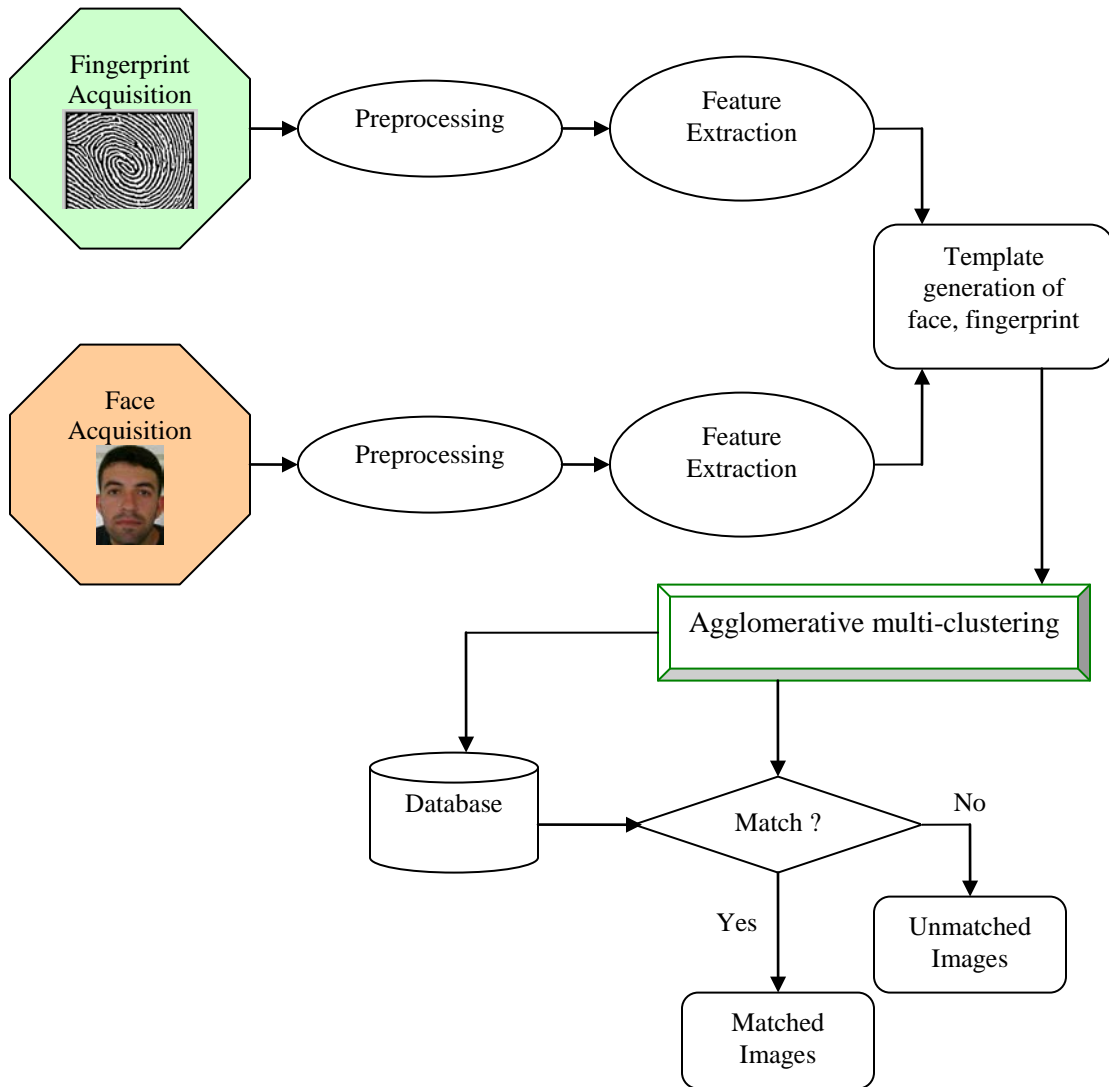 Fingerprint
Acquisition
Preprocessing
Feature
Extraction
Template
generation of
face, fingerprint
Face
Acquisition
Preprocessing
Feature
Extraction
Agglomerative multi-clustering
Database
Match ?
No
Yes
Unmatched
Images
Matched
Images